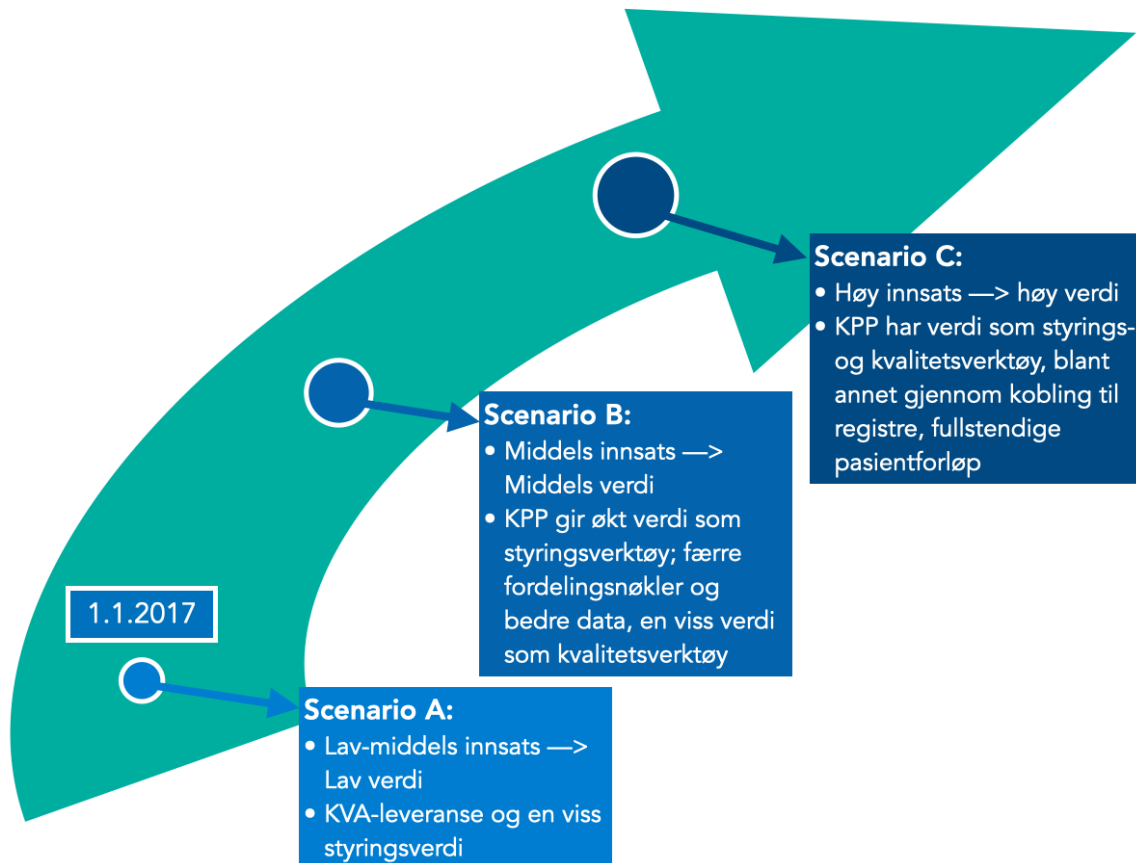 1.1.2017
Scenario A:
• Lav-middels innsats —>
Lav verdi
• KVA-leveranse og en viss
styringsverdi
Scenario B:
• Middels innsats —>
Middels verdi
• KPP gir økt verdi som
styringsverktøy; færre
fordelingsnøkler og
bedre data, en viss verdi
som kvalitetsverktøy
Scenario C:
• Høy innsats —> høy verdi
• KPP har verdi som styrings-
og kvalitetsverktøy, blant
annet gjennom kobling til
registre, fullstendige
pasientforløp